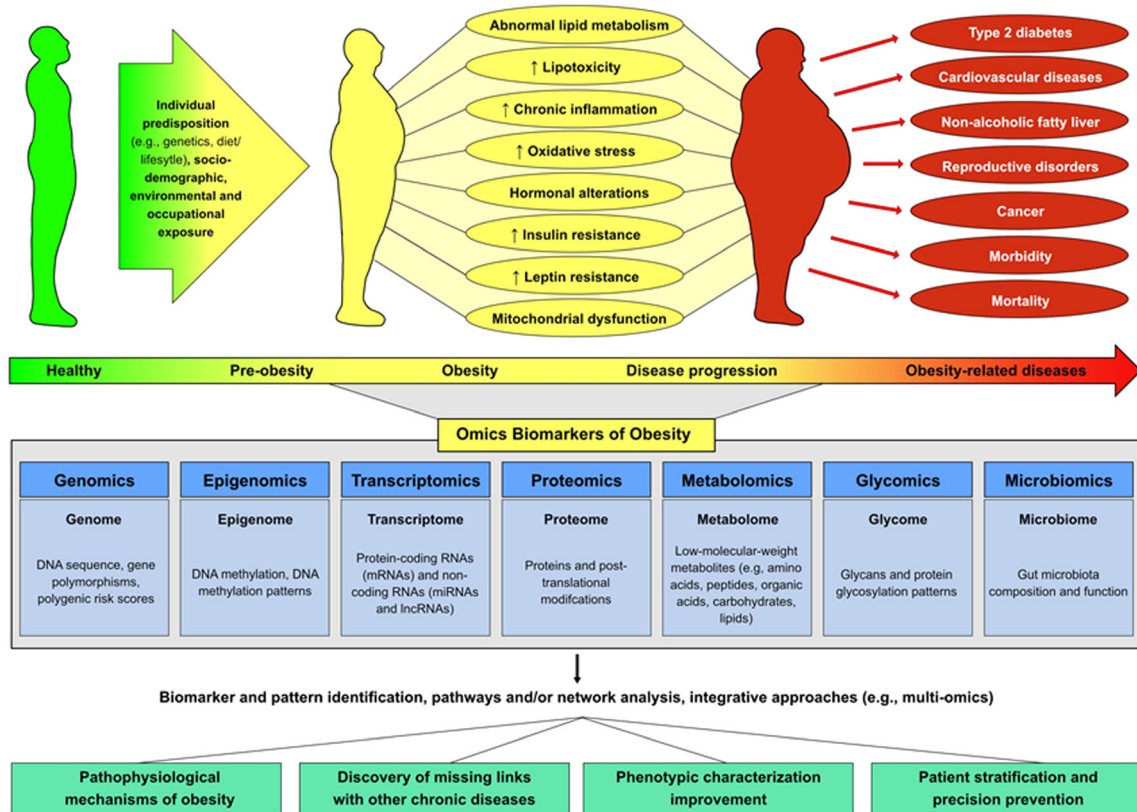 Individual
predisposition
(e.g., genetics, diet/
lifesytle), socio-
demographic,
environmental and
occupational
exposure
Abnormal lipid metabolism
↑ Lipotoxicity
↑ Chronic inflammation
↑ Oxidative stress
Hormonal alterations
↑ Insulin resistance
↑ Leptin resistance
Mitochondrial dysfunction
Type 2 diabetes
Cardiovascular diseases
Non-alcoholic fatty liver
Reproductive disorders
Cancer
Morbidity
Mortality
Healthy
Pre-obesity
Obesity
Disease progression
Obesity-related diseases
Omics Biomarkers of Obesity
Genomics
Genome
DNA sequence, gene
polymorphisms,
polygenic risk scores
Epigenomics
Epigenome
DNA methylation, DNA
methylation patterns
Transcriptomics
Transcriptome
Protein-coding RNAs
(mRNAs) and non-
coding RNAs (miRNAs
and lncRNAs)
Proteomics
Proteome
Proteins and post-
translational
modifcations
Metabolomics
Metabolome
Low-molecular-weight
metabolites (e.g, amino
acids, peptides, organic
acids, carbohydrates,
lipids)
Glycomics
Glycome
Glycans and protein
glycosylation patterns
Microbiomics
Microbiome
Gut microbiota
composition and function
Biomarker and pattern identification, pathways and/or network analysis, integrative approaches (e.g., multi-omics)
Pathophysiological
mechanisms of obesity
Discovery of missing links
with other chronic diseases
Phenotypic characterization
improvement
Patient stratification and
precision prevention